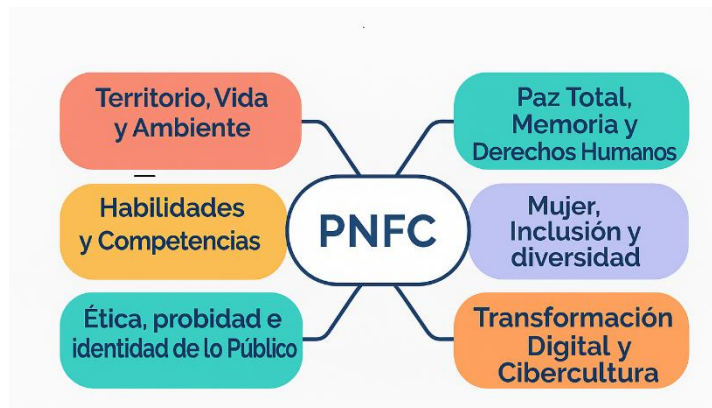 Territorio, Vida
y Ambiente
Habilidades
y Competencias
Ética, probidad e
identidad de lo Público
PNFC
Paz Total,
Memoria y
Derechos Humanos
Mujer,
Inclusión y
diversidad
Transformación
Digital y
Cibercultura